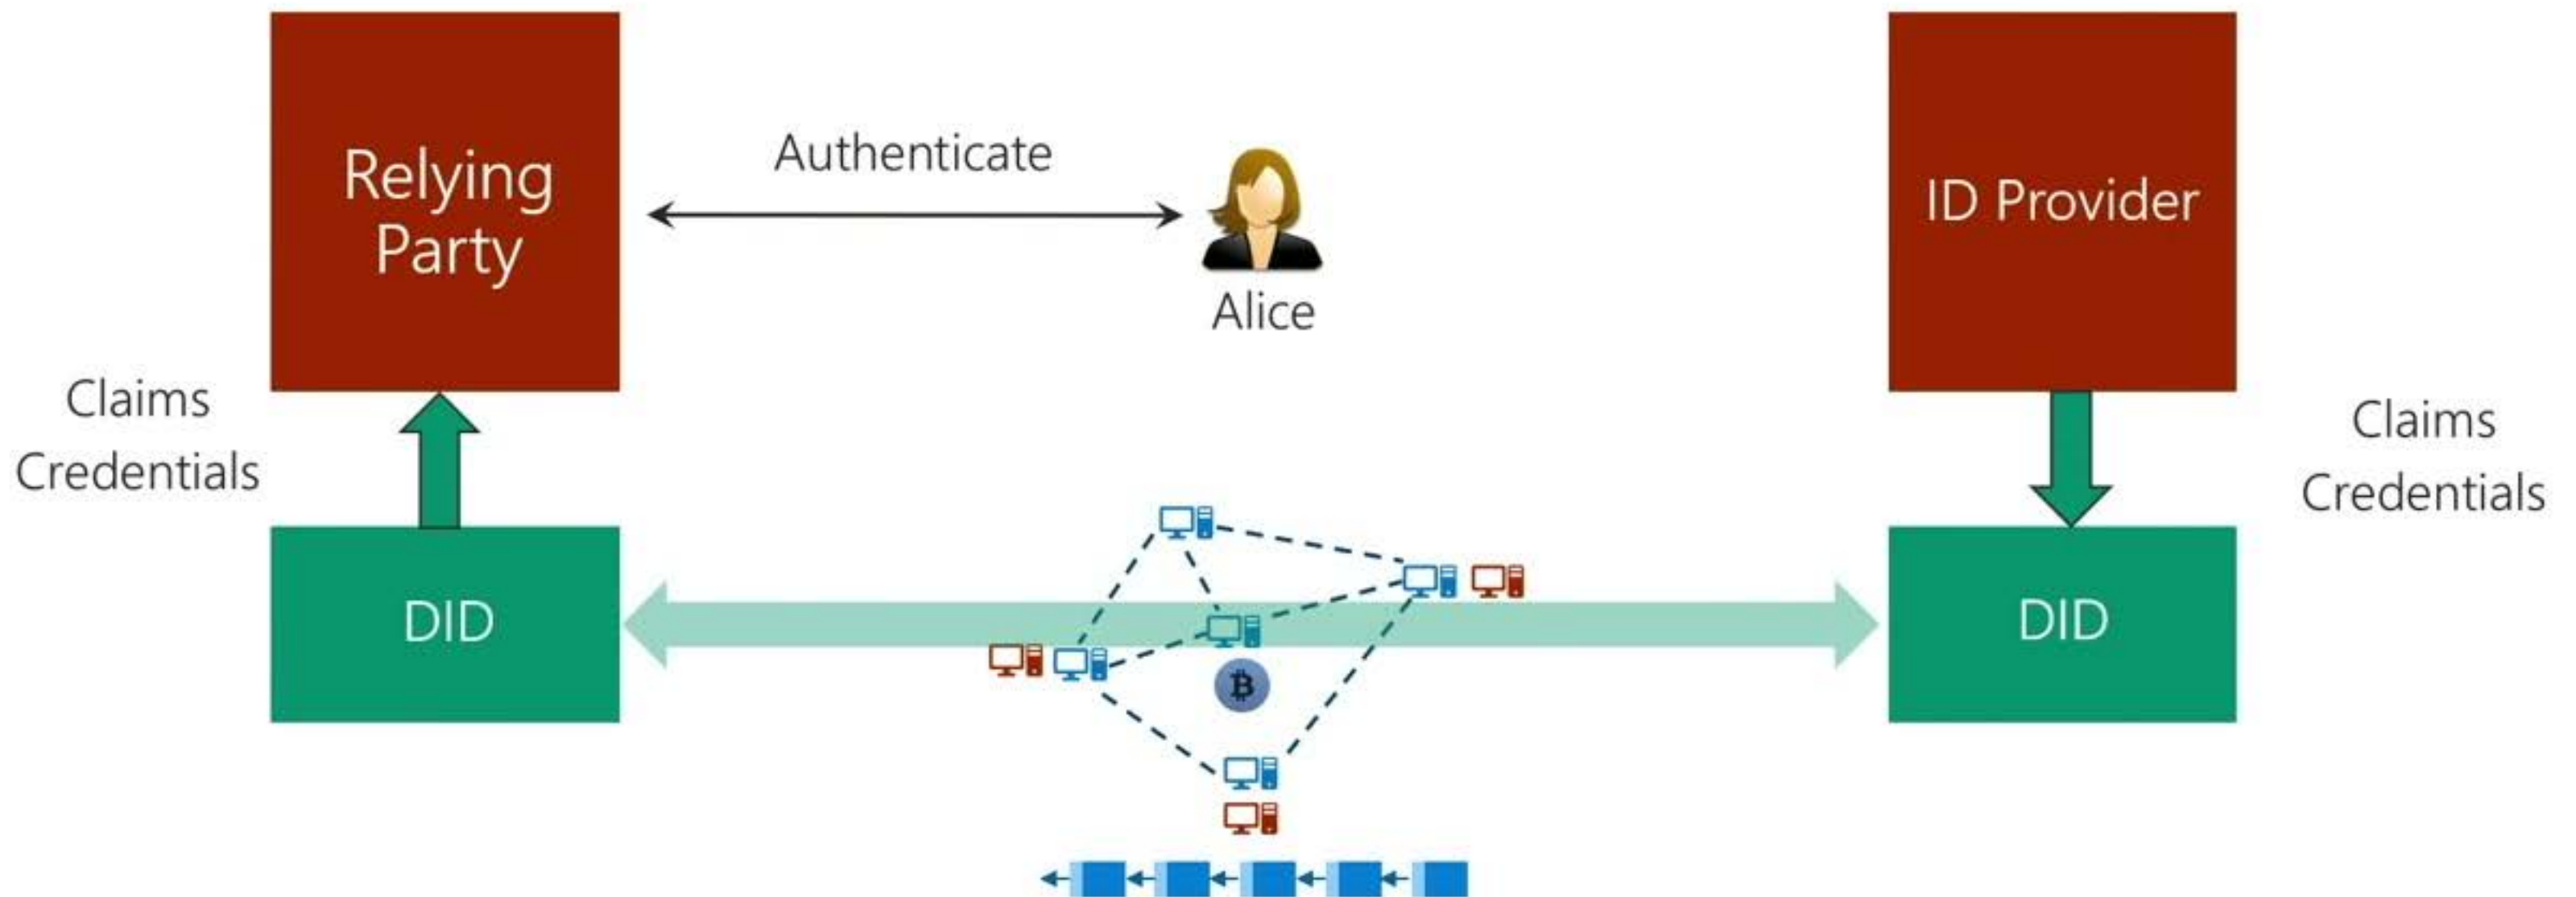 Relying
Party
Authenticate
Alice
ID Provider
Claims
Credentials
Claims
Credentials
DID
DID